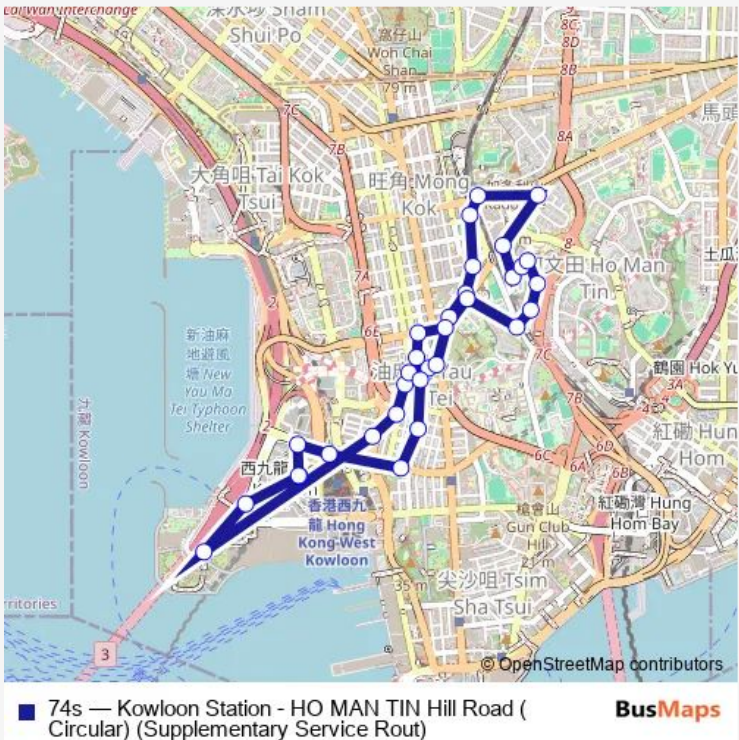 Lai Wan Interchange
深水埗 Sham
Shui Po
窩仔山
Woh Chai
Shan
79 m
8C
8D
8B
7C
8A
7B
馬頭
大角咀 Tai Kok
Tsui
旺角 Mong
Kok
8
土瓜
文田 Ho Man
Tin
2
7A
6E
7C
新油麻
地避風
塘 New
Yau Ma
Tei Typhoon
Shelter
Yau
Tei
鶴園 Hok Yu
3A
4
7B
九龍 Kowloon
2
6C
6D
6A
6B
紅磡 Hun
Hom
西九龍
香港西九
龍 Hong
Kong West
Kowloon
槍會山
Gun Club
Hill
21 m
紅磡灣 Hung
Hom Bay
35 m
尖沙咀 Tsim
Sha Tsui
rritories
3
© OpenStreetMap contributors
74s — Kowloon Station - HO MAN TIN Hill Road (
Circular) (Supplementary Service Rout)
BusMaps